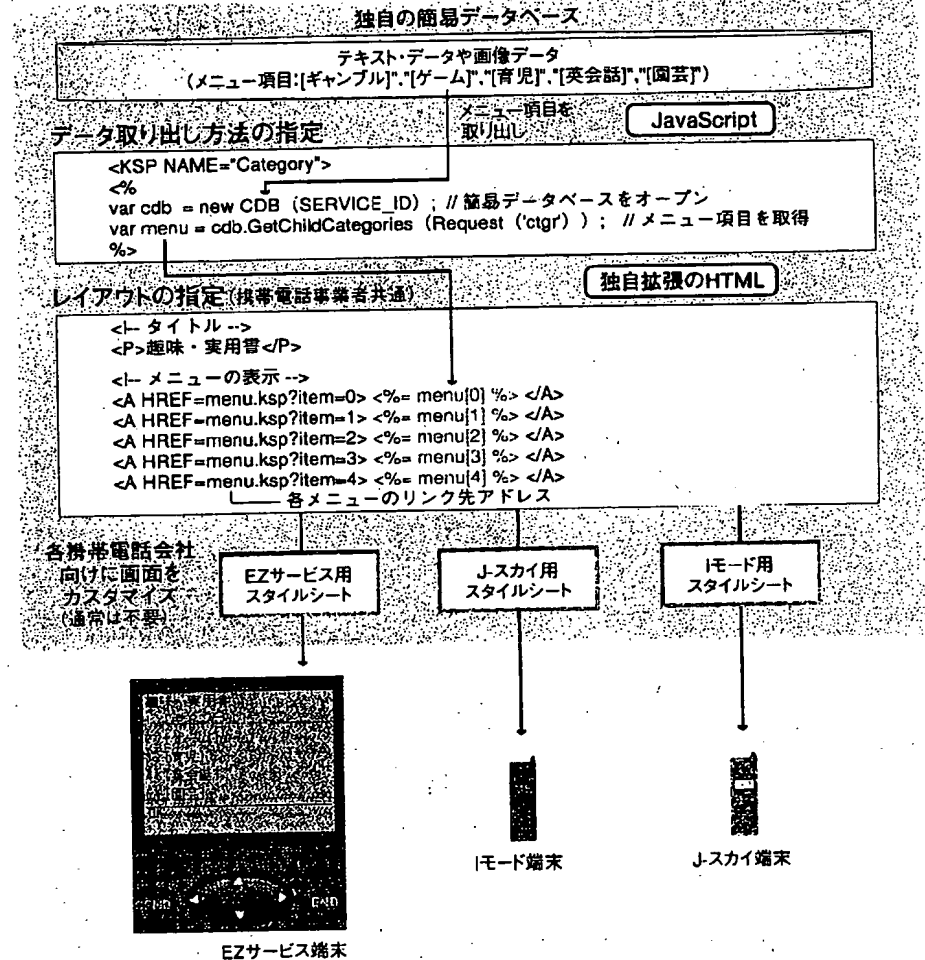 独自の簡易データベース
テキスト・データや画像データ
(メニュー項目:[ギャンブル]","[ゲーム]","[育児]","[英会話]","[園芸]")
メニュー項目を
取り出し
JavaScript
データ取り出し方法の指定
<KSP NAME="Category">
<%
var cdb = new CDB (SERVICE_ID) ; // 簡易データベースをオープン
var menu = cdb.GetChildCategories (Request ('ctgr') ) ; // メニュー項目を取得
%>
独自拡張のHTML
レイアウトの指定(携帯電話事業者共通)
<!-- タイトル -->
<P>趣味・実用書</P>
<!-- メニューの表示 -->
<A HREF=menu.ksp?item=0> <%= menu[0] %> </A>
<A HREF=menu.ksp?item=1> <%= menu[1] %> </A>
<A HREF=menu.ksp?item=2> <%= menu[2] %> </A>
<A HREF=menu.ksp?item=3> <%= menu[3] %> </A>
<A HREF=menu.ksp?item=4> <%= menu[4] %> </A>
各メニューのリンク先アドレス
各携帯電話会社
向けに画面を
カスタマイズ
(通常は不要)
EZサービス用
スタイルシート
J-スカイ用
スタイルシート
iモード用
スタイルシート
英会話
園芸
SEND
END
EZサービス端末
iモード端末
J-スカイ端末